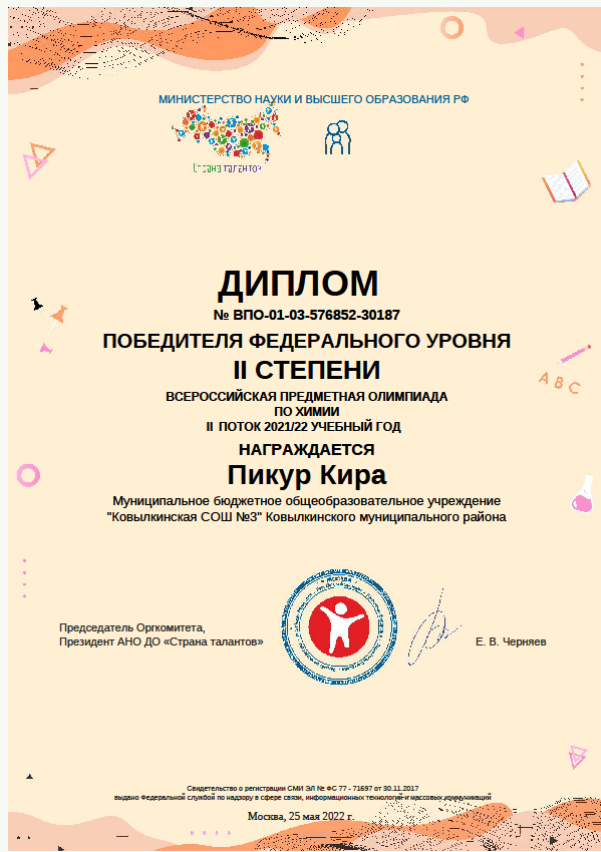 МИНИСТЕРСТВО НАУКИ И ВЫСШЕГО ОБРАЗОВАНИЯ РФ
Страна талантов
ДИПЛОМ
№ ВПО-01-03-576852-30187
ПОБЕДИТЕЛЯ ФЕДЕРАЛЬНОГО УРОВНЯ
II СТЕПЕНИ
ВСЕРОССИЙСКАЯ ПРЕДМЕТНАЯ ОЛИМПИАДА
ПО ХИМИИ
II ПОТОК 2021/22 УЧЕБНЫЙ ГОД
НАГРАЖДАЕТСЯ
Пикур Кира
Муниципальное бюджетное общеобразовательное учреждение
"Ковылкинская СОШ №3" Ковылкинского муниципального района
A B C
Председатель Оргкомитета,
Президент АНО ДО «Страна талантов»
Е. В. Черняев
Свидетельство о регистрации СМИ ЭЛ № ФС 77 - 71697 от 30.11.2017
выдано Федеральной службой по надзору в сфере связи, информационных технологий и массовых коммуникаций
Москва, 25 мая 2022 г.